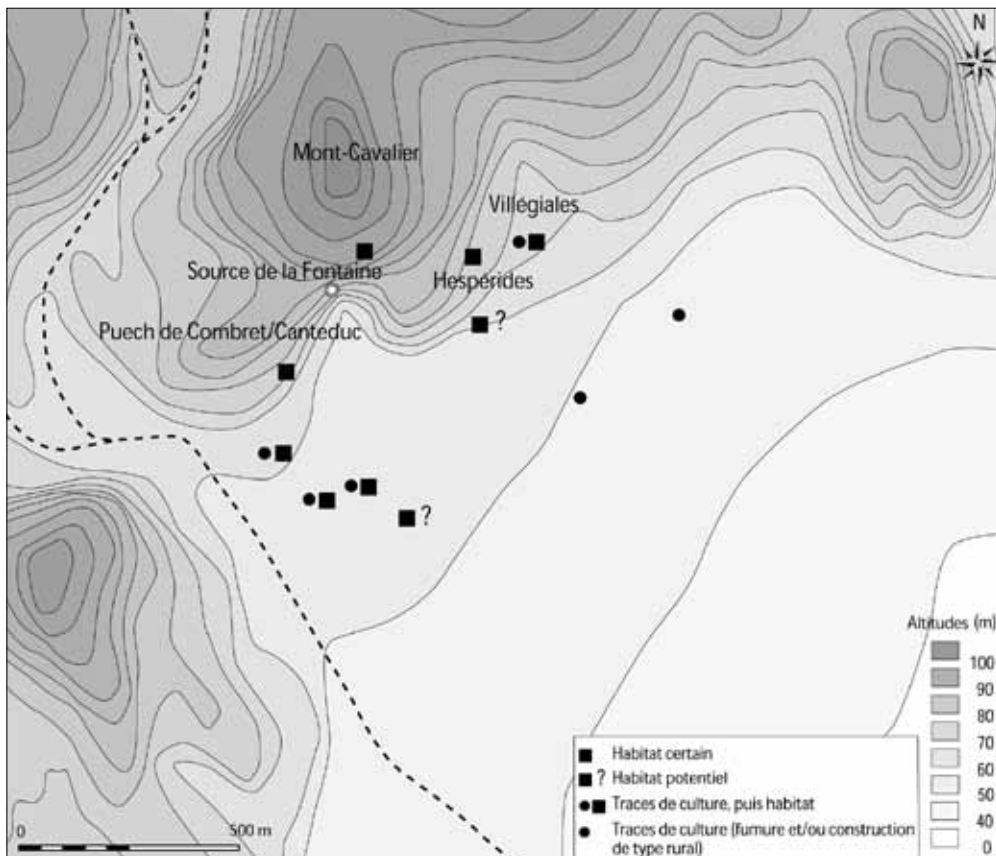 N
Mont-Cavalier
Villégiales
Source de la Fontaine
Hespérides
?
Puech de Combret/Canteduc
?
Altitudes (m)
100
90
80
70
60
50
40
0
Habitat certain
? Habitat potentiel
Traces de culture, puis habitat
Traces de culture (fumure et/ou construction
de type rural)
0 500 m